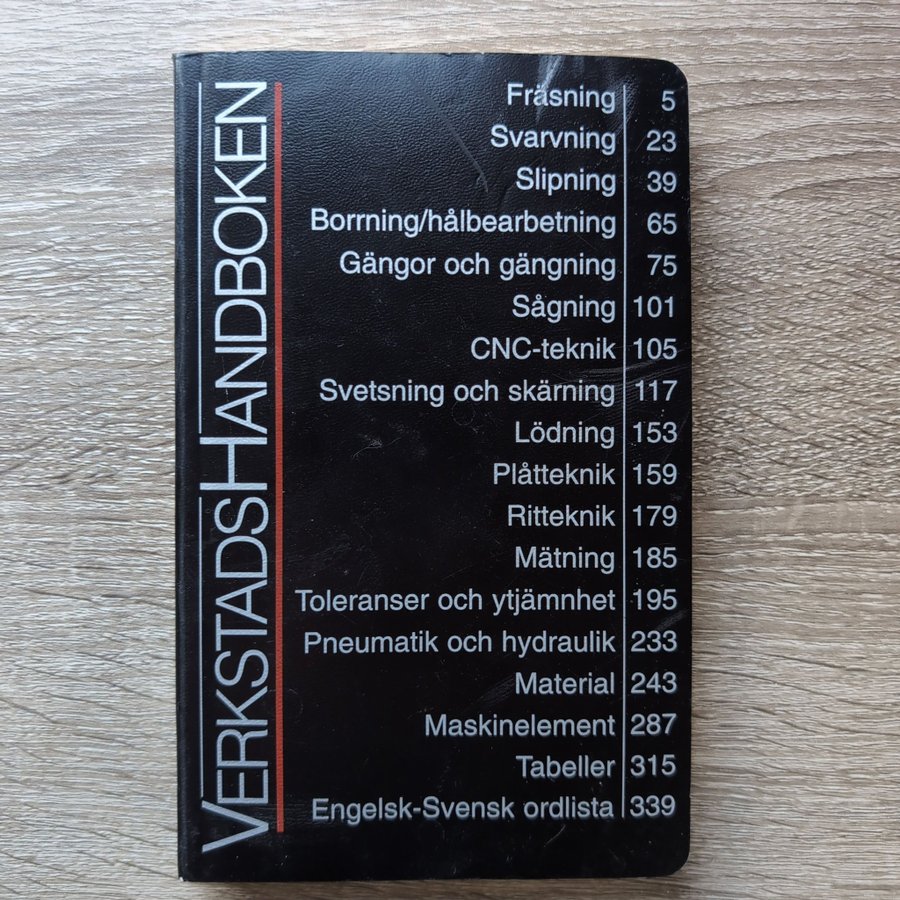 VERKSTADSHANDBOKEN
Fräsning 5
Svarvning 23
Slipning 39
Borrning/hålbearbetning 65
Gängor och gängning 75
Sågning 101
CNC-teknik 105
Svetsning och skärning 117
Lödning 153
Plåtteknik 159
Ritteknik 179
Mätning 185
Toleranser och ytjämnhet 195
Pneumatik och hydraulik 233
Material 243
Maskinelement 287
Tabeller 315
Engelsk-Svensk ordlista 339